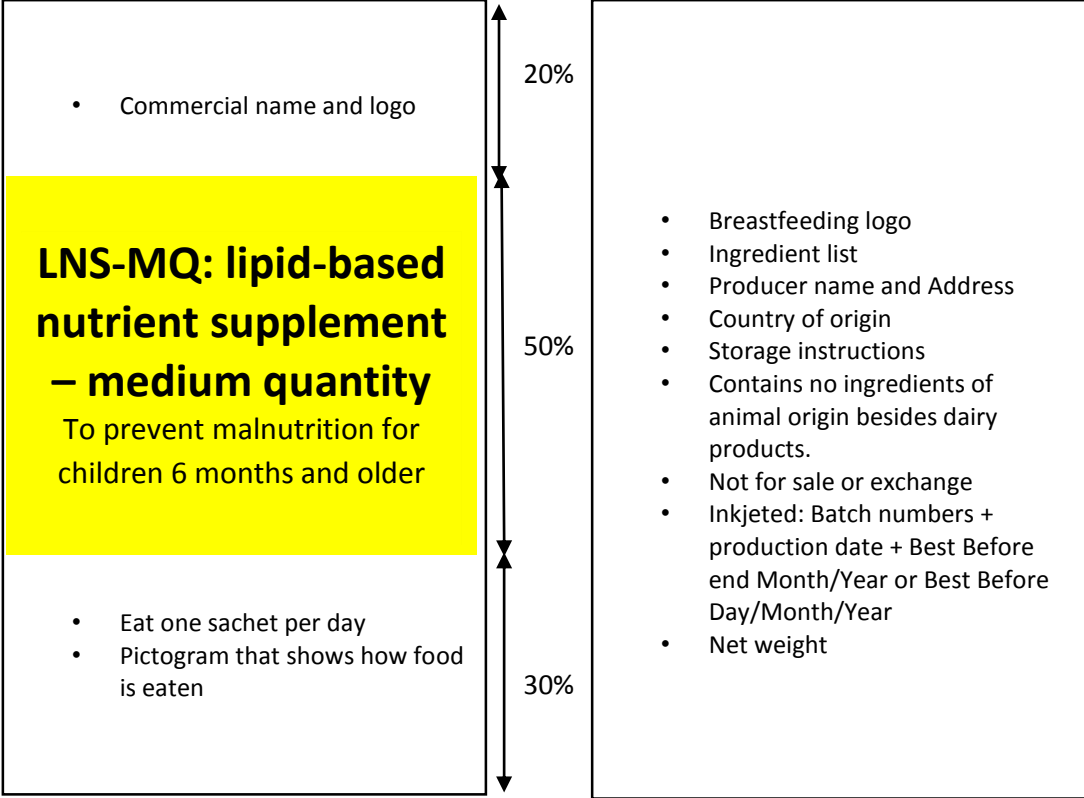 • Commercial name and logo
LNS-MQ: lipid-based
nutrient supplement
– medium quantity
To prevent malnutrition for
children 6 months and older
• Eat one sachet per day
• Pictogram that shows how food
is eaten
20%
50%
30%
• Breastfeeding logo
• Ingredient list
• Producer name and Address
• Country of origin
• Storage instructions
• Contains no ingredients of
animal origin besides dairy
products.
• Not for sale or exchange
• Inkjeted: Batch numbers +
production date + Best Before
end Month/Year or Best Before
Day/Month/Year
• Net weight